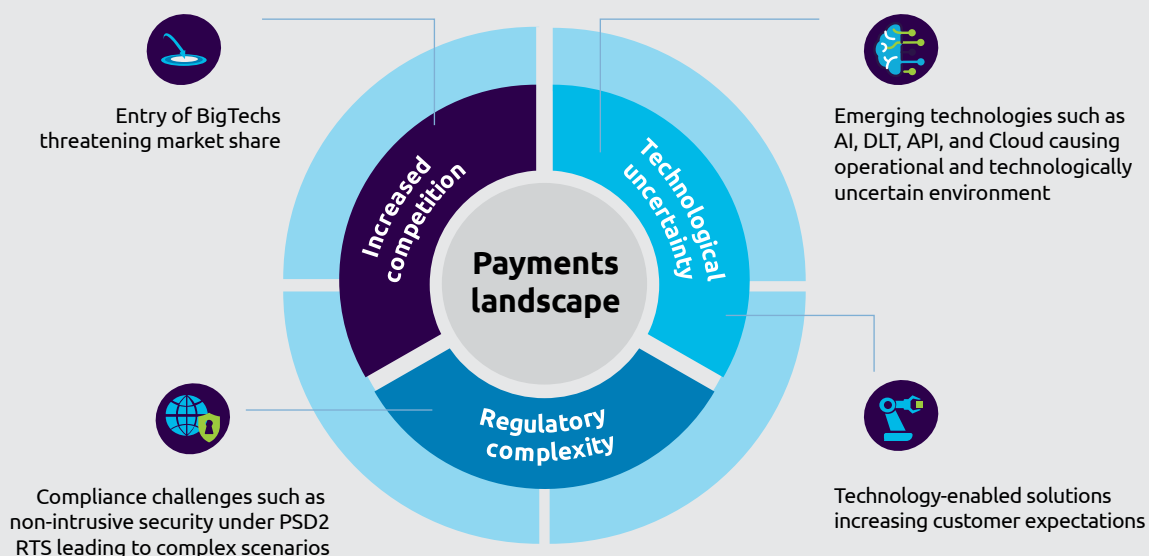 Entry of BigTechs
threatening market share
Emerging technologies such as
AI, DLT, API, and Cloud causing
operational and technologically
uncertain environment
Increased
competition
Technological
uncertainty
Payments
landscape
Regulatory
complexity
Compliance challenges such as
non-intrusive security under PSD2
RTS leading to complex scenarios
Technology-enabled solutions
increasing customer expectations